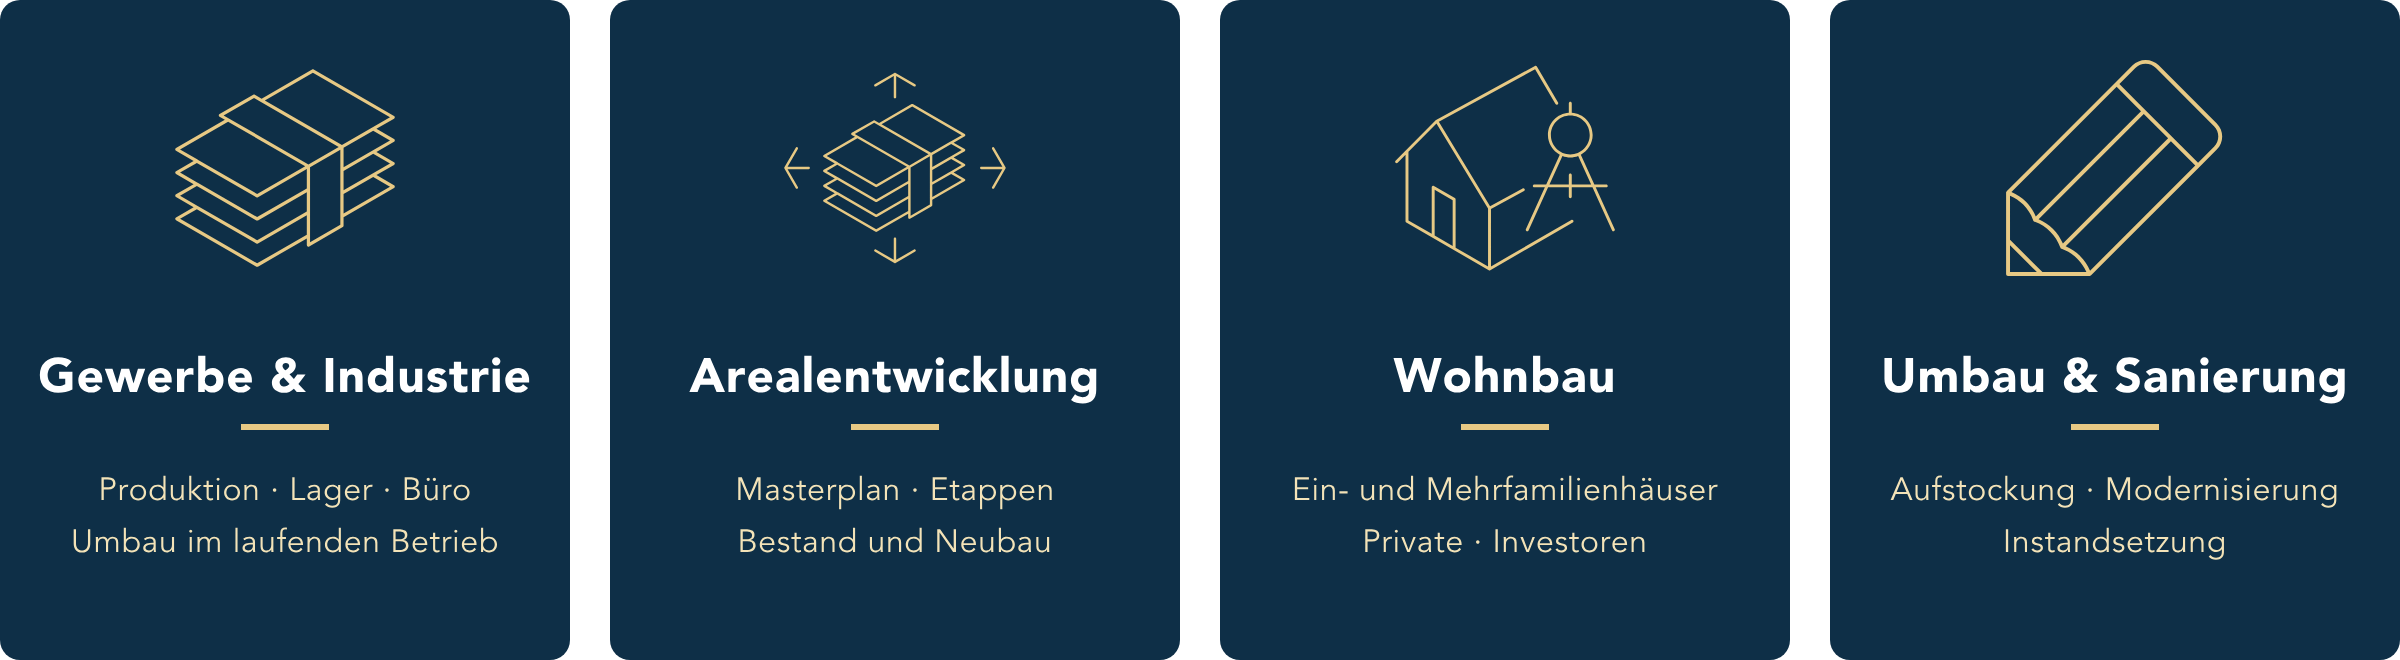 Gewerbe & Industrie
Produktion · Lager · Büro
Umbau im laufenden Betrieb
Arealentwicklung
Masterplan · Etappen
Bestand und Neubau
Wohnbau
Ein- und Mehrfamilienhäuser
Private · Investoren
Umbau & Sanierung
Aufstockung · Modernisierung
Instandsetzung